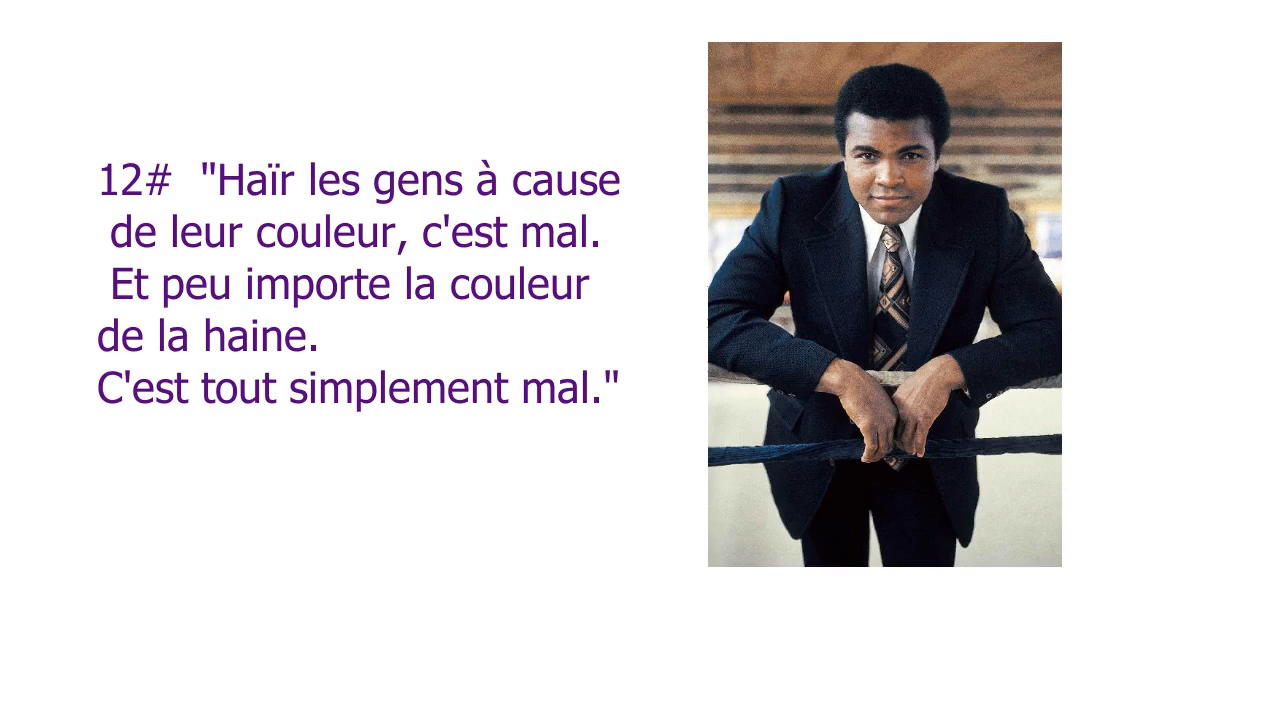 12#  "Haïr les gens à cause
de leur couleur, c'est mal.
Et peu importe la couleur
de la haine.
C'est tout simplement mal."